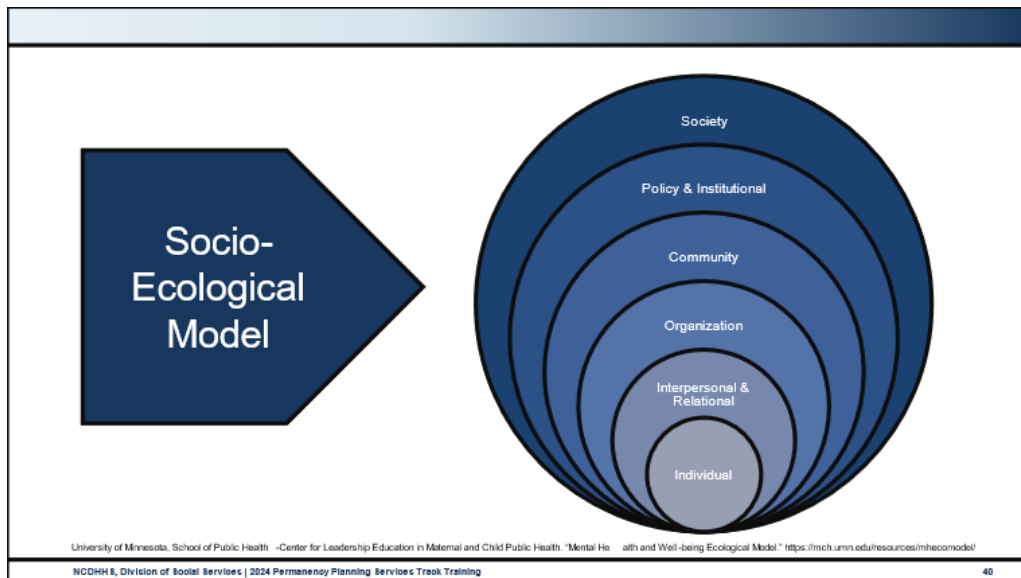 Socio-
Ecological
Model
Society
Policy & Institutional
Community
Organization
Interpersonal &
Relational
Individual
University of Minnesota, School of Public Health -Center for Leadership Education in Maternal and Child Public Health. "Mental He alth and Well-being Ecological Model." https://mch.umn.edu/resources/mhecomodel/
NCDHHS, Division of Social Services | 2024 Permanency Planning Services Track Training
40